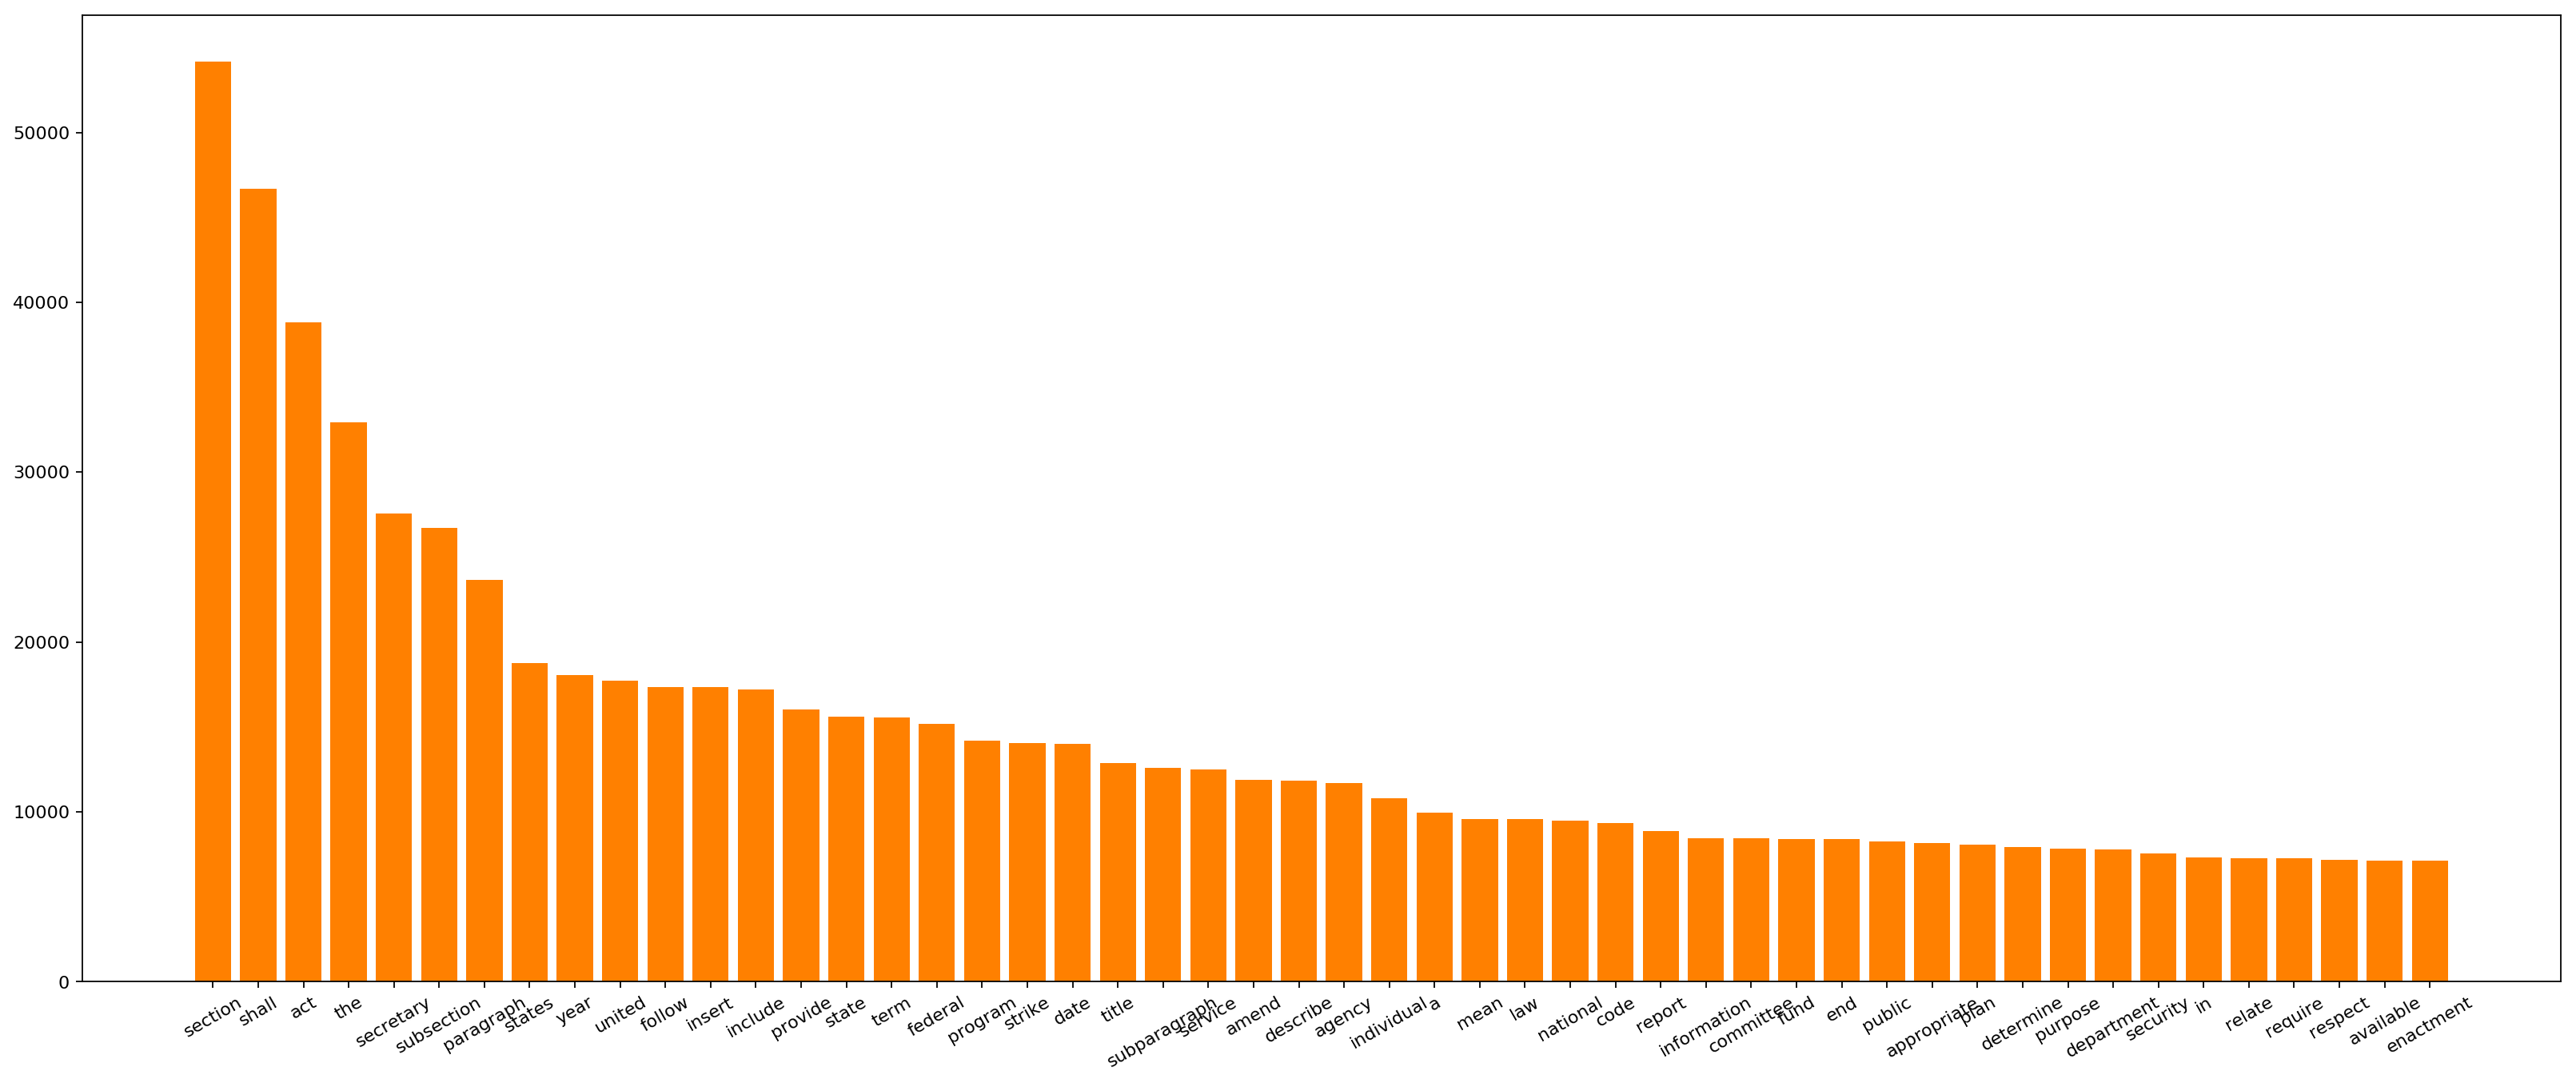 50000
40000
30000
20000
10000
0
section
shall
act
the
secretary
subsection
paragraph
states
year
united
follow
insert
include
provide
state
term
federal
program
strike
date
title
subparagraph
service
amend
describe
agency
individual
a
mean
law
national
code
report
information
committee
fund
end
public
appropriate
plan
determine
purpose
department
security
in
relate
require
respect
available
enactment